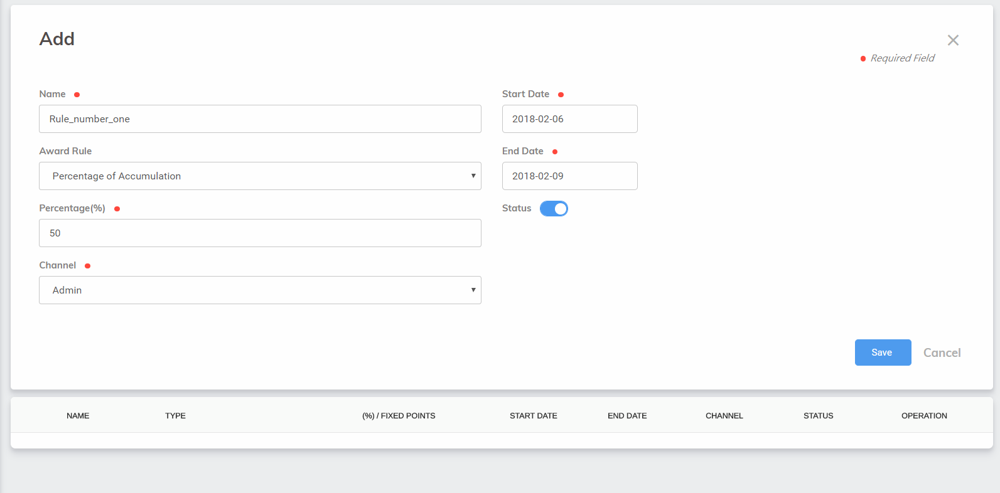 Add
Required Field
Name
Rule_number_one
Start Date
2018-02-06
Award Rule
Percentage of Accumulation
End Date
2018-02-09
Percentage(%)
50
Status
Channel
Admin
Save Cancel
NAME TYPE (%) / FIXED POINTS START DATE END DATE CHANNEL STATUS OPERATION